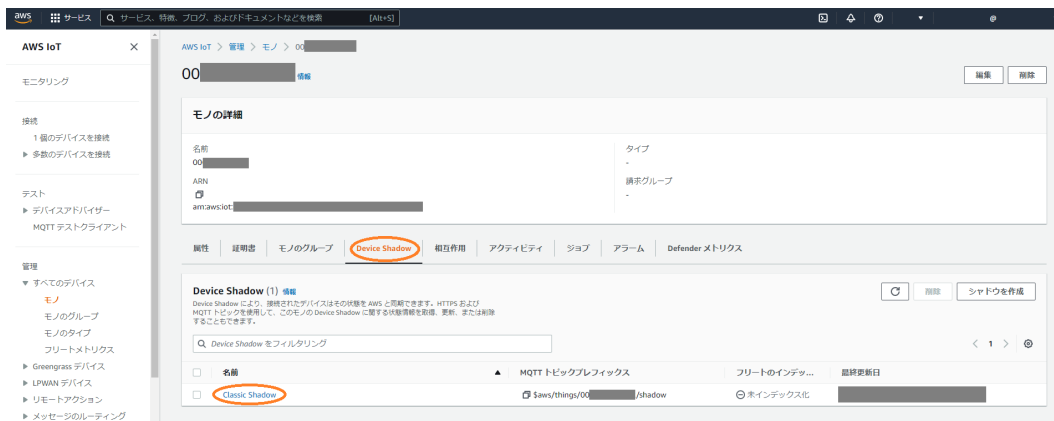 aws サービス サービス、特徴、ブログ、およびドキュメントなどを検索 [Alt+S] @
AWS IoT
モニタリング
接続
1 個のデバイスを接続
多数のデバイスを接続
テスト
デバイスアドバイザー
MQTT テストクライアント
管理
すべてのデバイス
モノ
モノのグループ
モノのタイプ
フリートメトリクス
Greengrass デバイス
LPWAN デバイス
リモートアクション
メッセージのルーティング
AWS IoT > 管理 > モノ > 00
00 情報
編集 削除
モノの詳細
名前
00
ARN
arn:aws:iot:
タイプ
-
請求グループ
-
属性 証明書 モノのグループ Device Shadow 相互作用 アクティビティ ジョブ アラーム Defender メトリクス
Device Shadow (1) 情報
Device Shadow により、接続されたデバイスはその状態を AWS と同期できます。HTTPS および
MQTT トピックを使用して、このモノの Device Shadow に関する状態情報を取得、更新、または削除
することもできます。
削除 シャドウを作成
Device Shadow をフィルタリング
< 1 >
名前 MQTT トピックプレフィックス フリートのインデッ... 最終更新日
Classic Shadow $aws/things/00 /shadow 未インデックス化